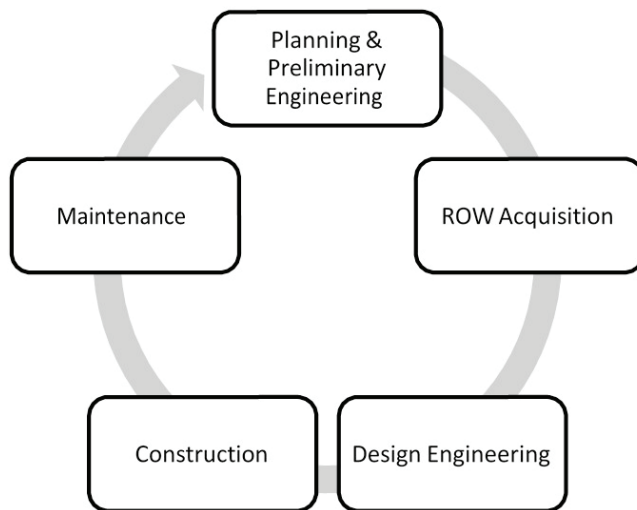 Planning &
Preliminary
Engineering
ROW Acquisition
Design Engineering
Construction
Maintenance